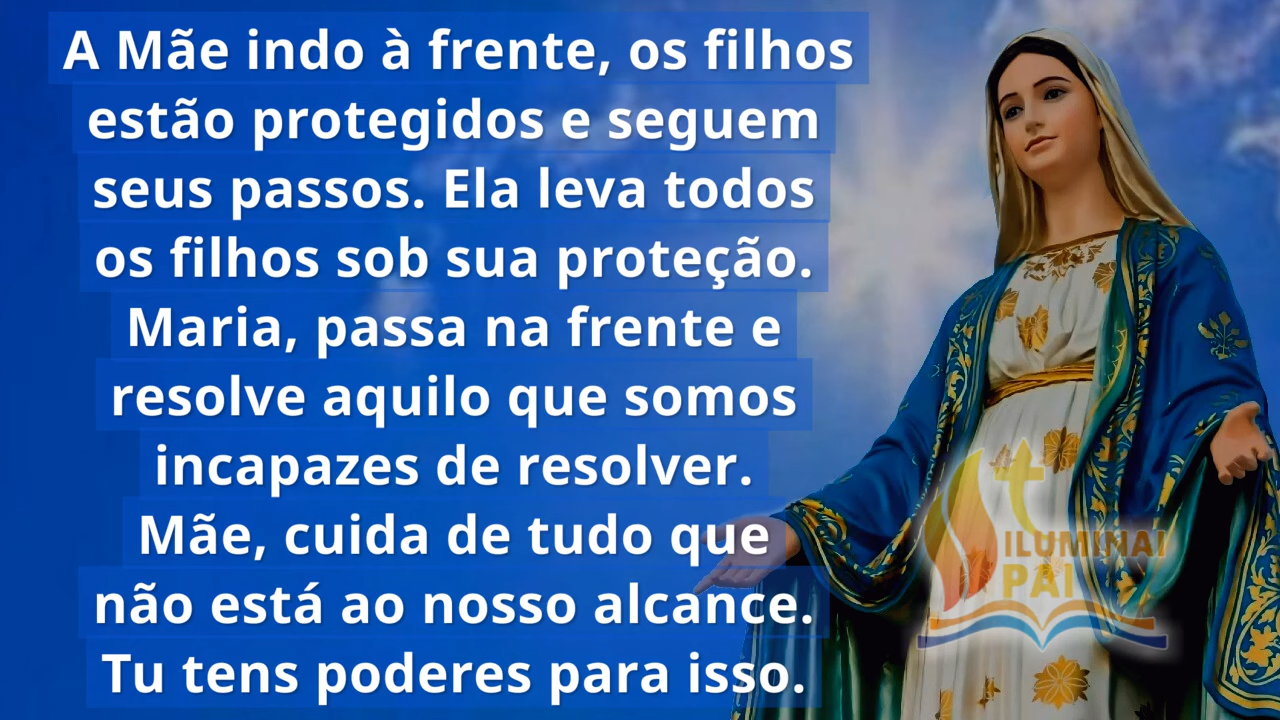 A Mãe indo à frente, os filhos
estão protegidos e seguem
seus passos. Ela leva todos
os filhos sob sua proteção.
Maria, passa na frente e
resolve aquilo que somos
incapazes de resolver.
Mãe, cuida de tudo que
não está ao nosso alcance.
Tu tens poderes para isso.
ILUMINAI
PAI